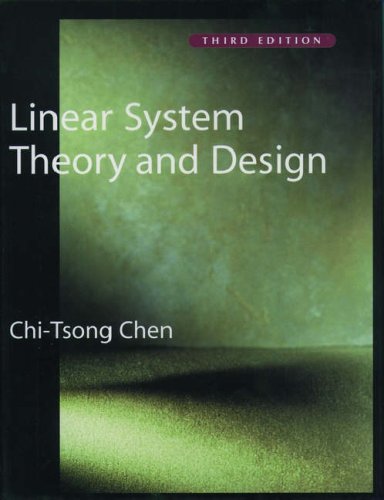 THIRD EDITION
Linear System
Theory and Design
Chi-Tsong Chen